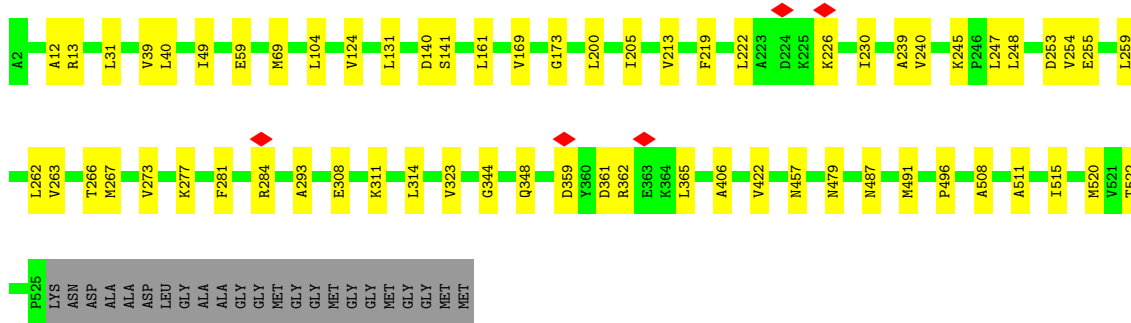 A2 A12 R13 L31 V39 L40 I49 E59 M69 L104 V124 L131 D140 S141 L161 V169 G173 L200 I205 V213 F219 L222 A223 D224 K225 K226 I230 A239 V240 K245 P246 L247 L248 D253 V254 E255 L259
L262 V263 T266 M267 V273 K277 F281 R284 A293 E308 K311 L314 V323 G344 Q348 D359 Y360 D361 R362 E363 K364 L365 A406 V422 N457 N479 N487 M491 P496 A508 A511 I515 M520 V521
P525 LYS ASN ASP ALA ALA ASP LEU GLY ALA ALA GLY GLY MET GLY GLY MET GLY GLY MET GLY GLY MET MET